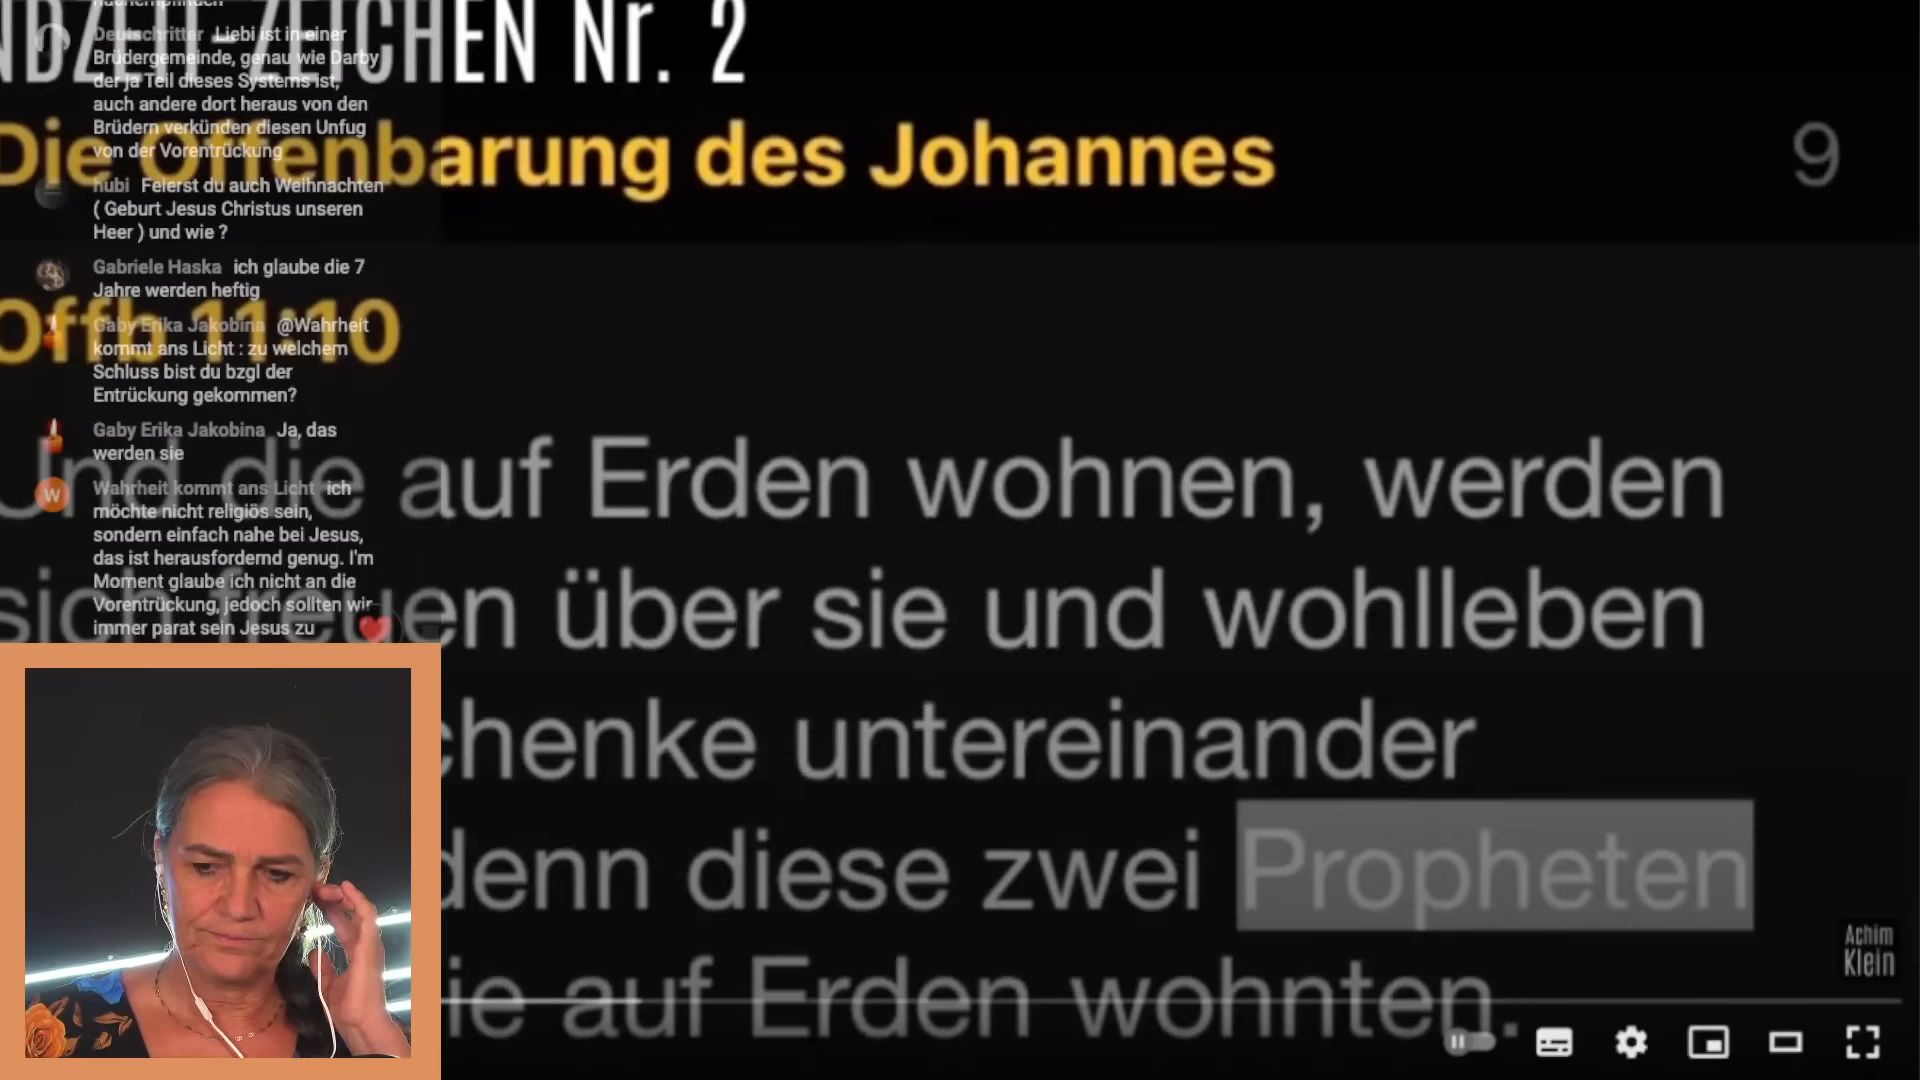 NDZEIT-ZEICHEN Nr. 2
Die Offenbarung des Johannes
9
Offb 11:10
Und die auf Erden wohnen, werden
sich freuen über sie und wohlleben
chenke untereinander
denn diese zwei Propheten
ie auf Erden wohnten.
Achim
Klein
nachempfinden
Deutschritter Liebi ist in einer
Brüdergemeinde, genau wie Darby
der ja Teil dieses Systems ist,
auch andere dort heraus von den
Brüdern verkünden diesen Unfug
von der Vorentrückung
hubi Feierst du auch Weihnachten
( Geburt Jesus Christus unseren
Heer ) und wie ?
Gabriele Haska ich glaube die 7
Jahre werden heftig
Gaby Erika Jakobina @Wahrheit
kommt ans Licht : zu welchem
Schluss bist du bzgl der
Entrückung gekommen?
Gaby Erika Jakobina Ja, das
werden sie
W
Wahrheit kommt ans Licht ich
möchte nicht religiös sein,
sondern einfach nahe bei Jesus,
das ist herausfordernd genug. I'm
Moment glaube ich nicht an die
Vorentrückung, jedoch sollten wir
immer parat sein Jesus zu